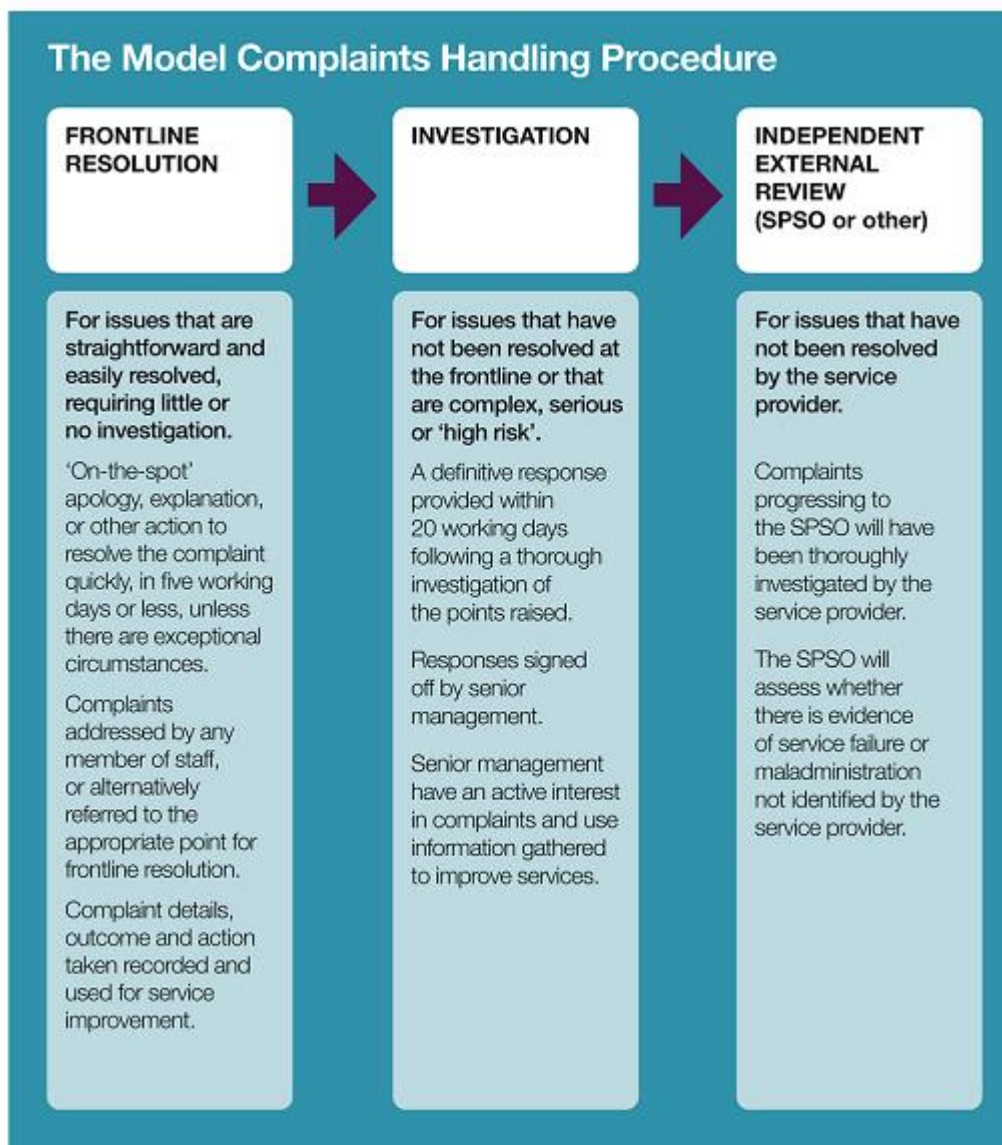 The Model Complaints Handling Procedure
FRONTLINE
RESOLUTION
For issues that are
straightforward and
easily resolved,
requiring little or
no investigation.
‘On-the-spot’
apology, explanation,
or other action to
resolve the complaint
quickly, in five working
days or less, unless
there are exceptional
circumstances.
Complaints
addressed by any
member of staff,
or alternatively
referred to the
appropriate point for
frontline resolution.
Complaint details,
outcome and action
taken recorded and
used for service
improvement.
INVESTIGATION
For issues that have
not been resolved at
the frontline or that
are complex, serious
or ‘high risk’.
A definitive response
provided within
20 working days
following a thorough
investigation of
the points raised.
Responses signed
off by senior
management.
Senior management
have an active interest
in complaints and use
information gathered
to improve services.
INDEPENDENT
EXTERNAL
REVIEW
(SPSO or other)
For issues that have
not been resolved
by the service
provider.
Complaints
progressing to
the SPSO will have
been thoroughly
investigated by the
service provider.
The SPSO will
assess whether
there is evidence
of service failure or
maladministration
not identified by the
service provider.